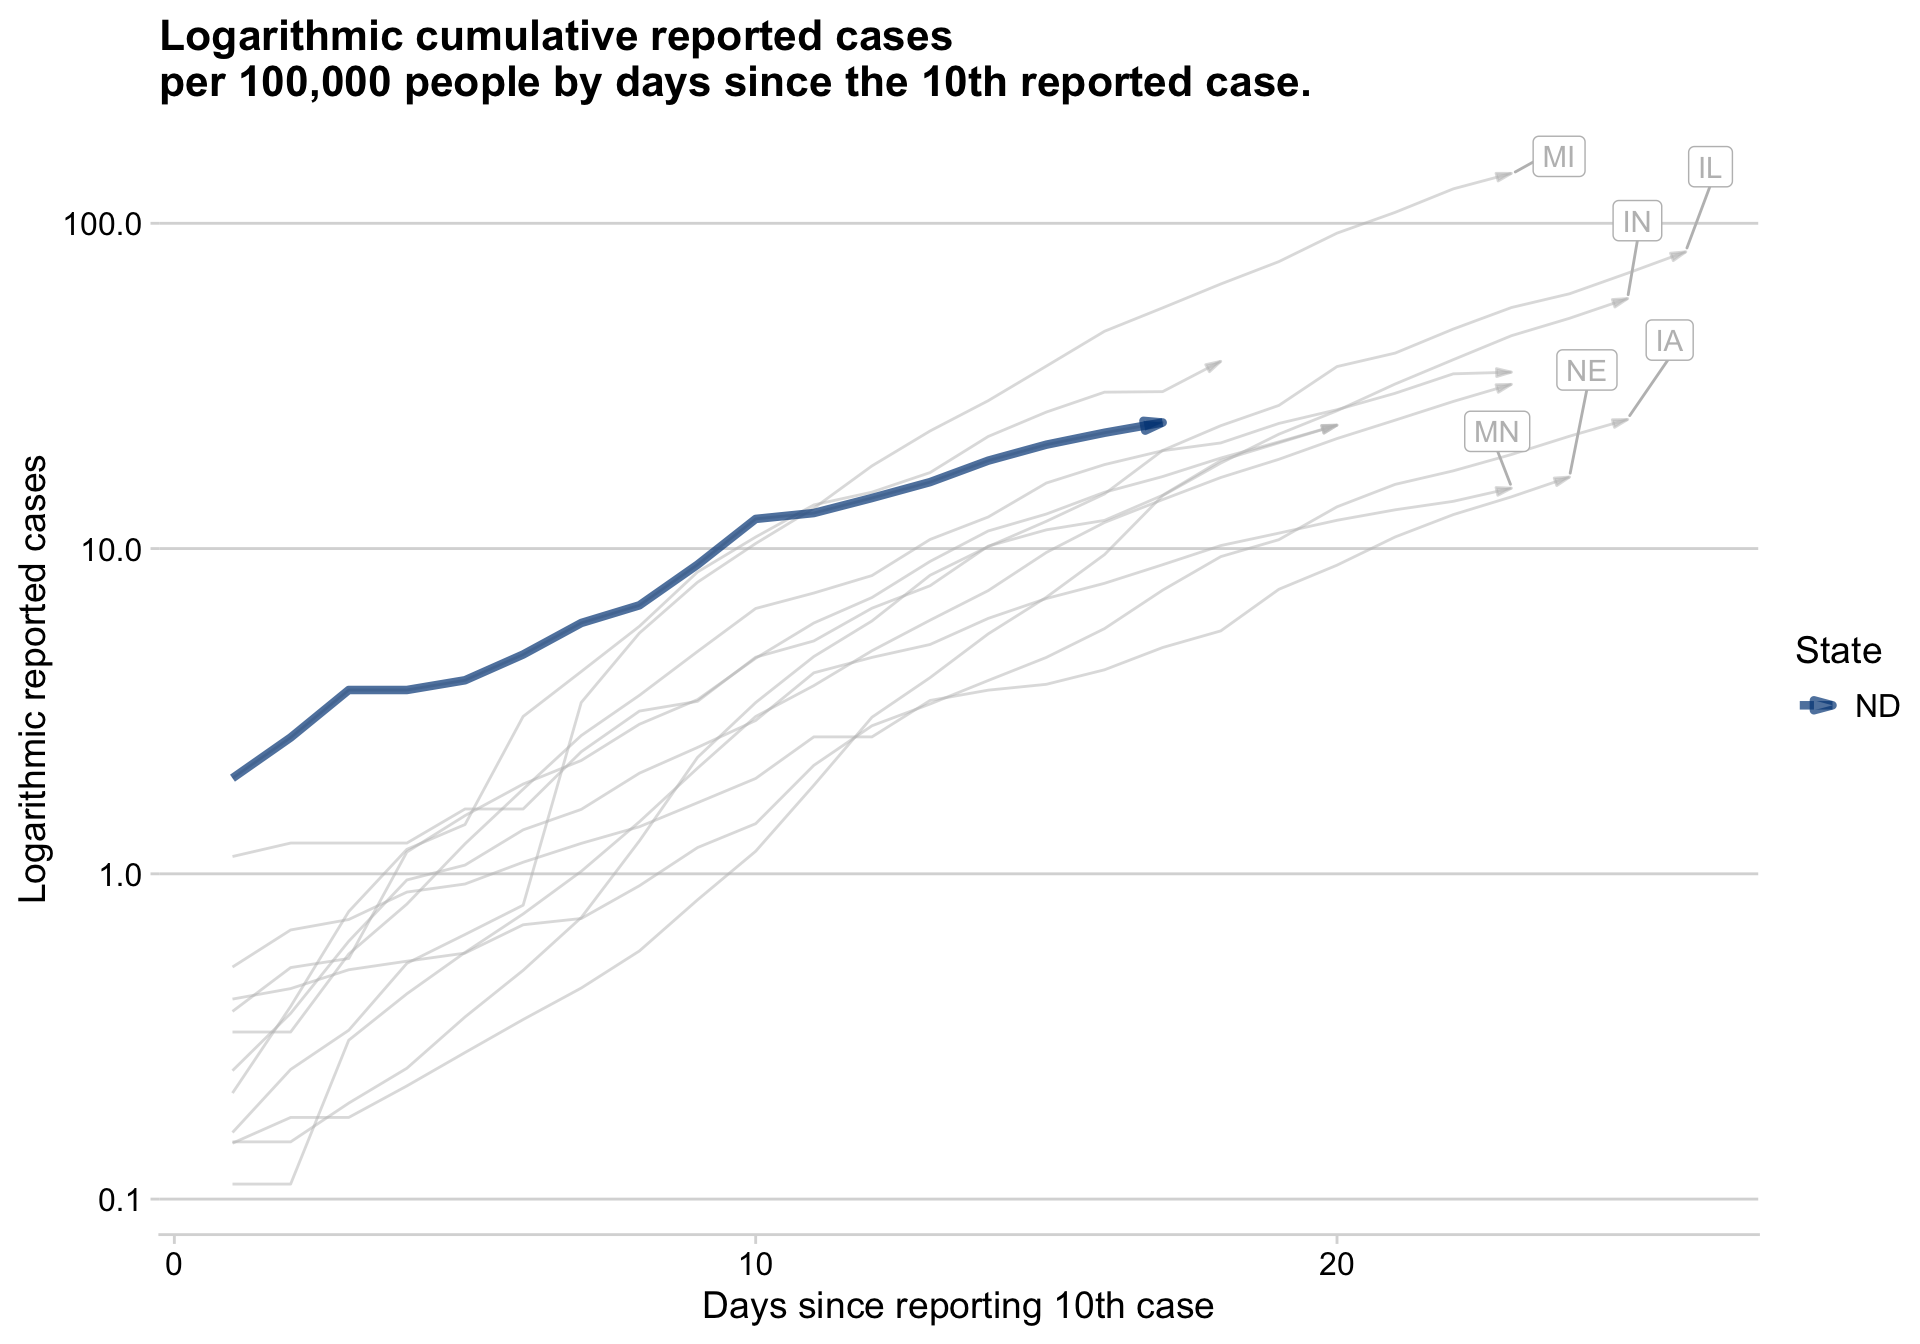 Logarithmic cumulative reported cases
per 100,000 people by days since the 10th reported case.
MI
IL
IN
IA
NE
MN
100.0
10.0
1.0
0.1
Logarithmic reported cases
0
10
20
Days since reporting 10th case
State
ND